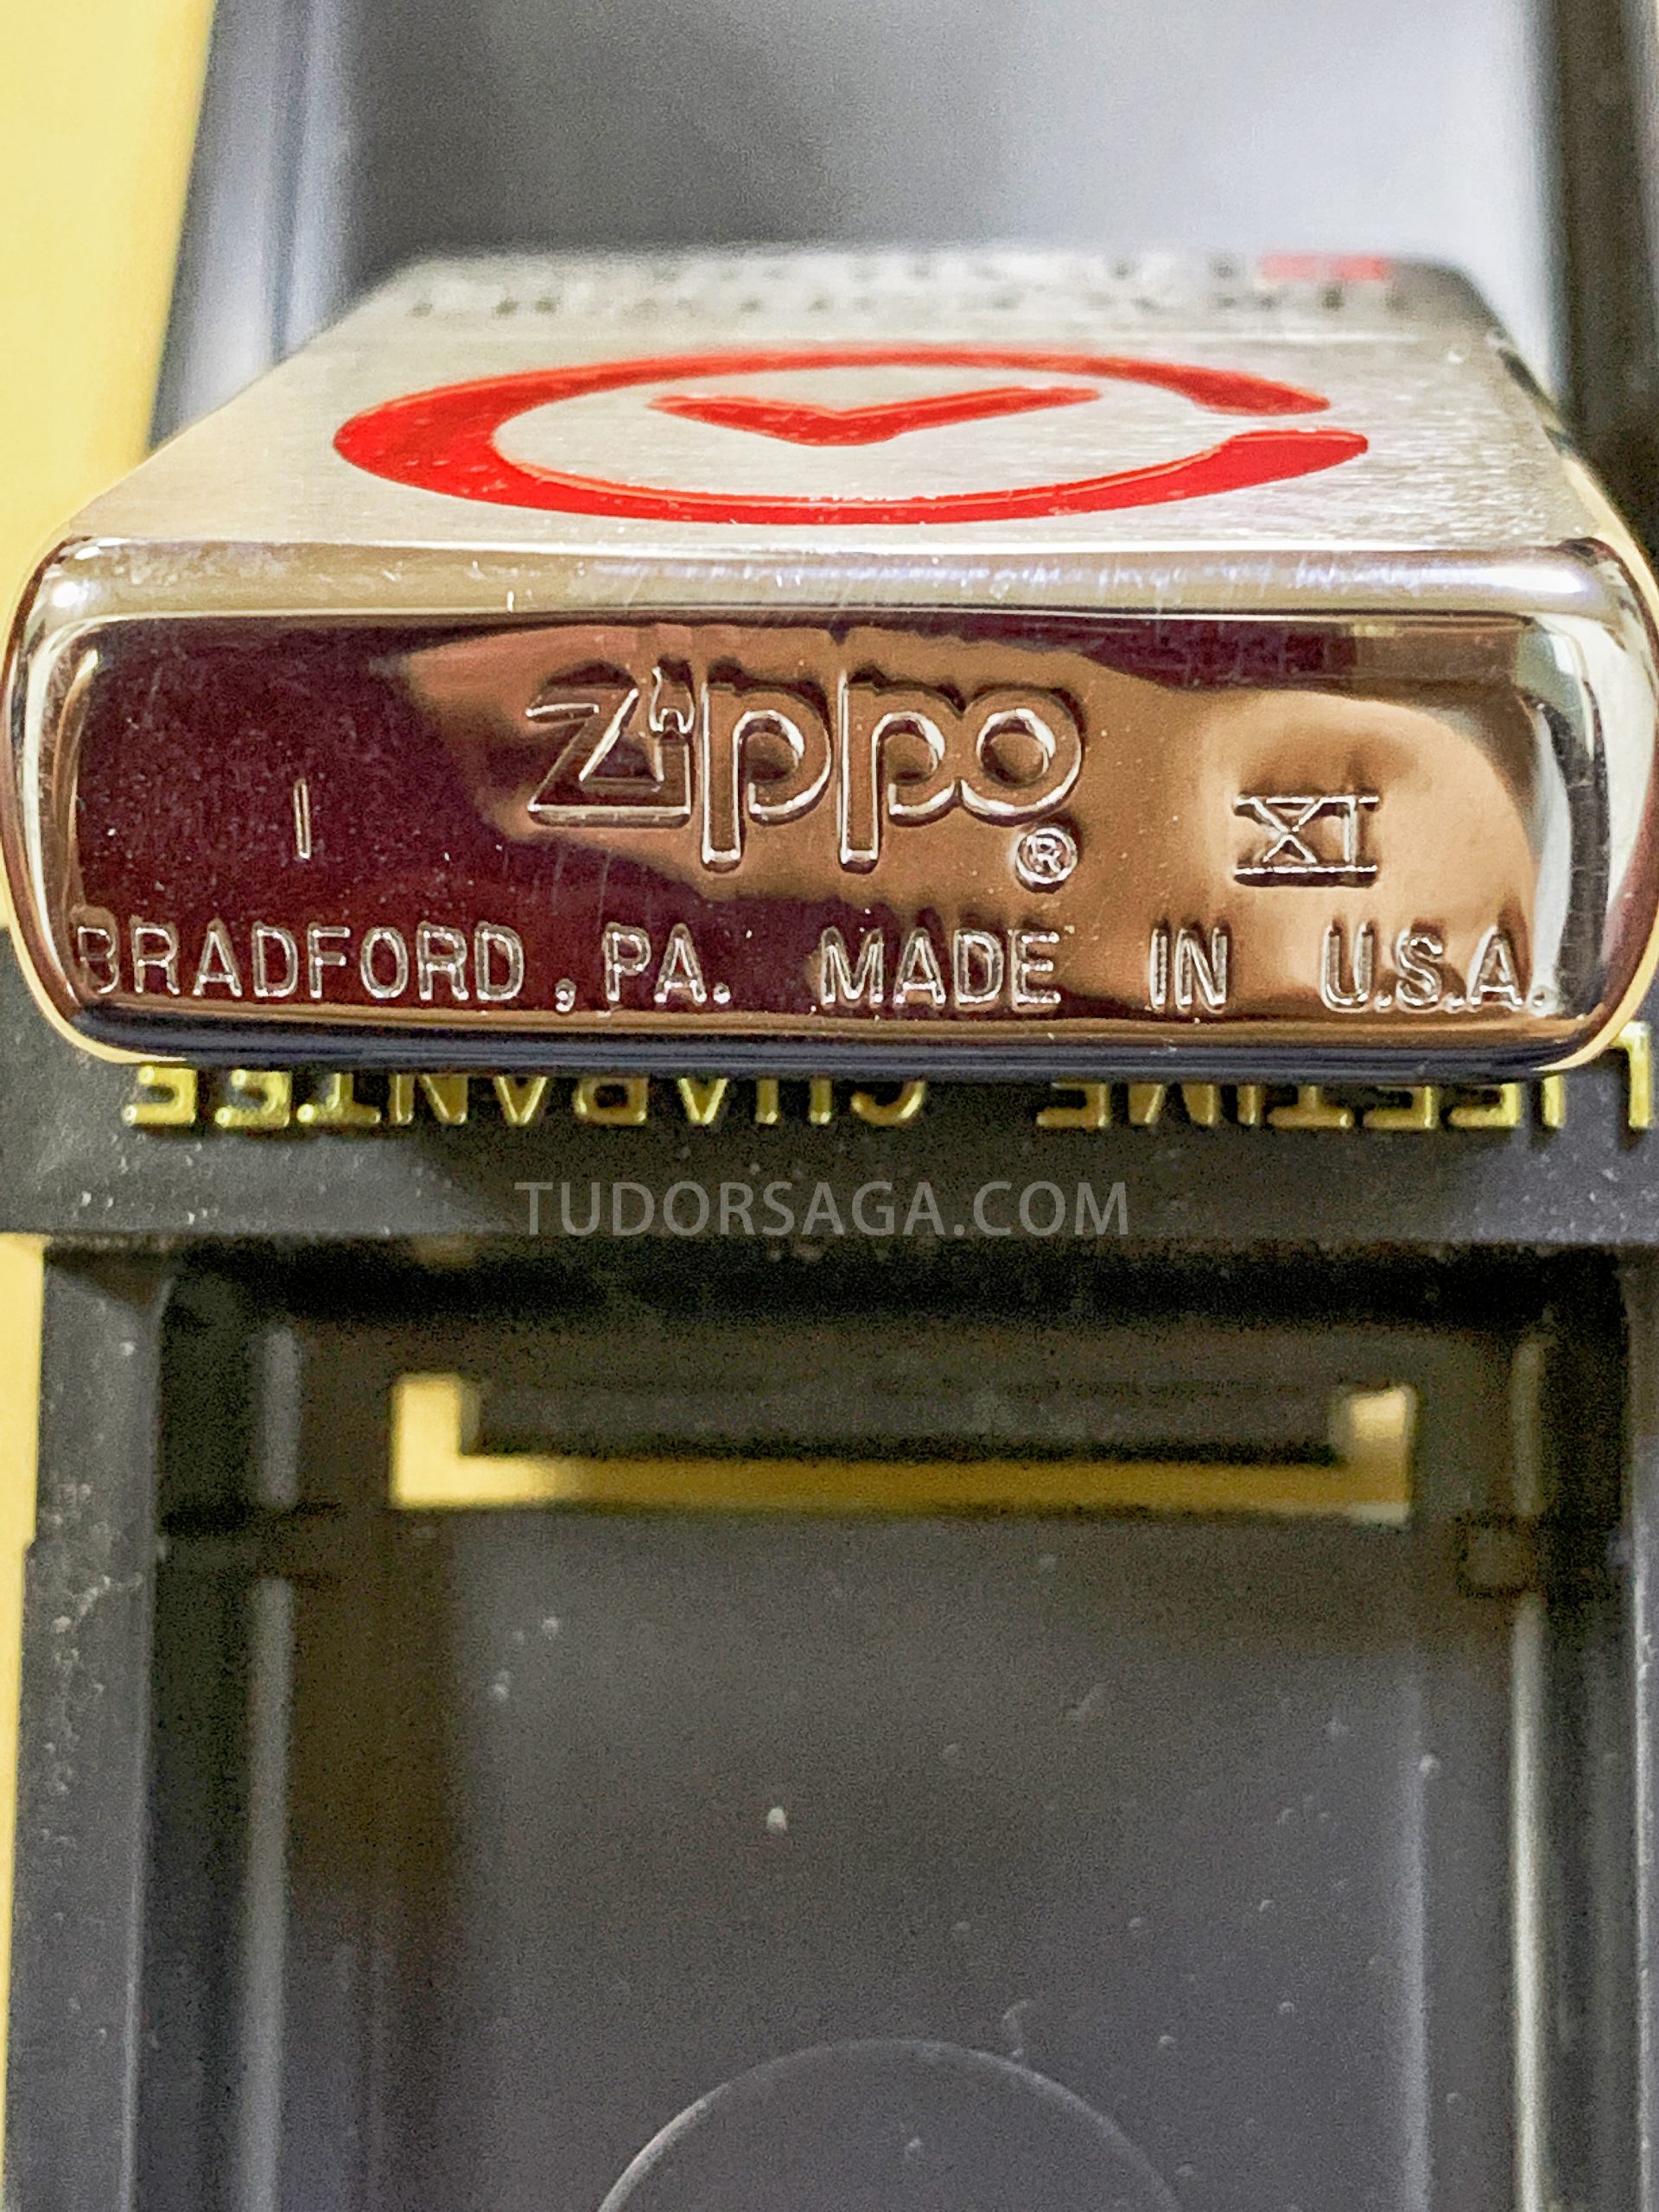 I Zippo® XI
BRADFORD, PA. MADE IN U.S.A.
LIFETIME GUARANTEE
TUDORSAGA.COM